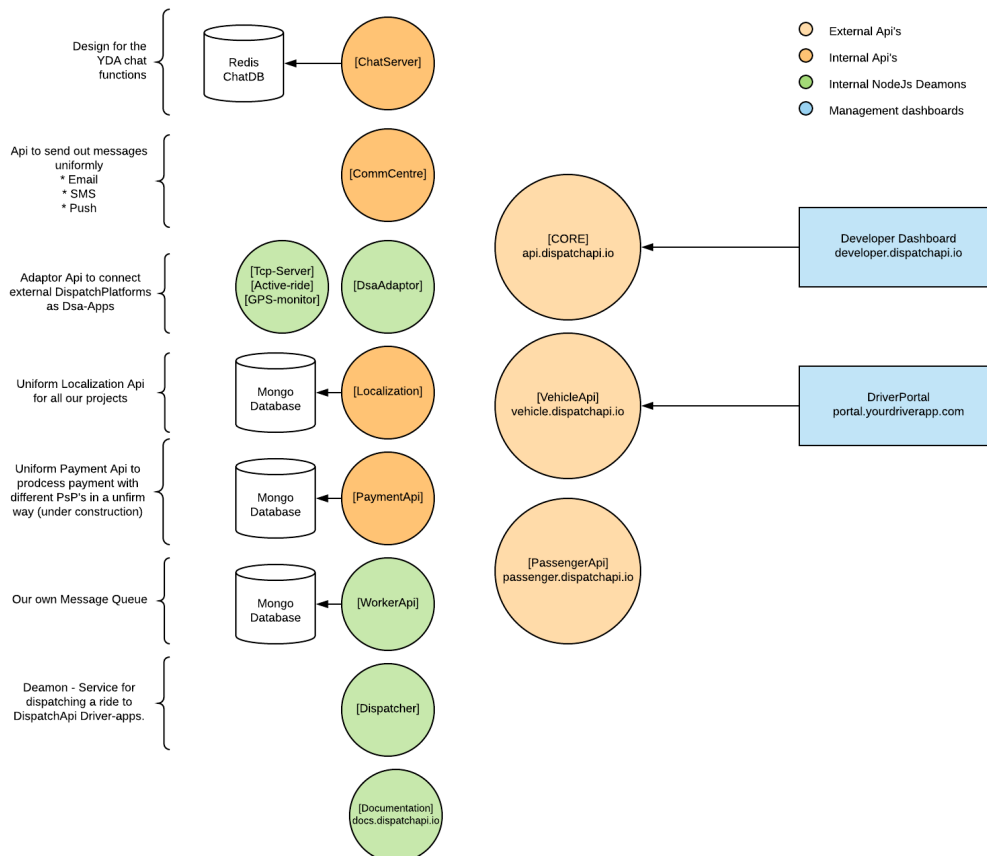 Design for the
YDA chat
functions
Redis
ChatDB
[ChatServer]
External Api's
Internal Api's
Internal NodeJs Deamons
Management dashboards
Api to send out messages
uniformly
* Email
* SMS
* Push
[CommCentre]
[CORE]
api.dispatchapi.io
Developer Dashboard
developer.dispatchapi.io
Adaptor Api to connect
external DispatchPlatforms
as Dsa-Apps
[Tcp-Server]
[Active-ride]
[GPS-monitor]
[DsaAdaptor]
Uniform Localization Api
for all our projects
Mongo
Database
[Localization]
[VehicleApi]
vehicle.dispatchapi.io
DriverPortal
portal.yourdriverapp.com
Uniform Payment Api to
prodcess payment with
different PsP's in a unfirm
way (under construction)
Mongo
Database
[PaymentApi]
[PassengerApi]
passenger.dispatchapi.io
Our own Message Queue
Mongo
Database
[WorkerApi]
Deamon - Service for
dispatching a ride to
DispatchApi Driver-apps.
[Dispatcher]
[Documentation]
docs.dispatchapi.io